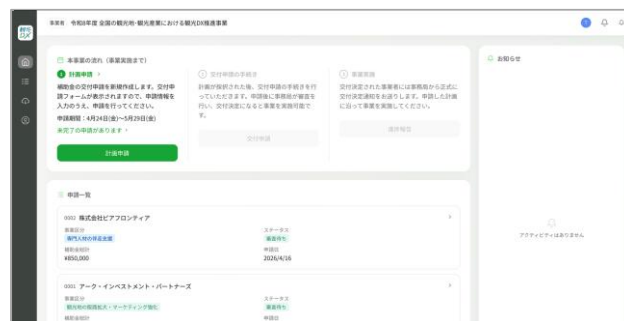 観光DX
事業者 令和8年度 全国の観光地・観光産業における観光DX推進事業
本事業の流れ(事業実施まで)
1 計画申請 ›
補助金の交付申請を新規作成します。交付申
請フォームが表示されますので、申請情報を
入力のうえ、申請を行ってください。
申請期間:4月24日(金)〜5月29日(金)
未完了の申請があります ›
計画申請
2 交付申請の手続き
計画が採択された後、交付申請の手続きを行
っていただきます。申請後に事務局が審査を
行い、交付決定になると事業を実施可能で
す。
交付申請
3 事業実施
交付決定された事業者には事務局から正式に
交付決定通知をお送りします。申請した計画
に沿って事業を実施してください。
お知らせ
アクティビティはありません
申請一覧
0002 株式会社ピアフロンティア
事業区分
専門人材の伴走支援
ステータス
審査待ち
補助金総計
¥850,000
申請日
2026/4/16
0001 アーク・インベストメント・パートナーズ
事業区分
観光地の販路拡大・マーケティング強化
ステータス
審査待ち
補助金総計
申請日